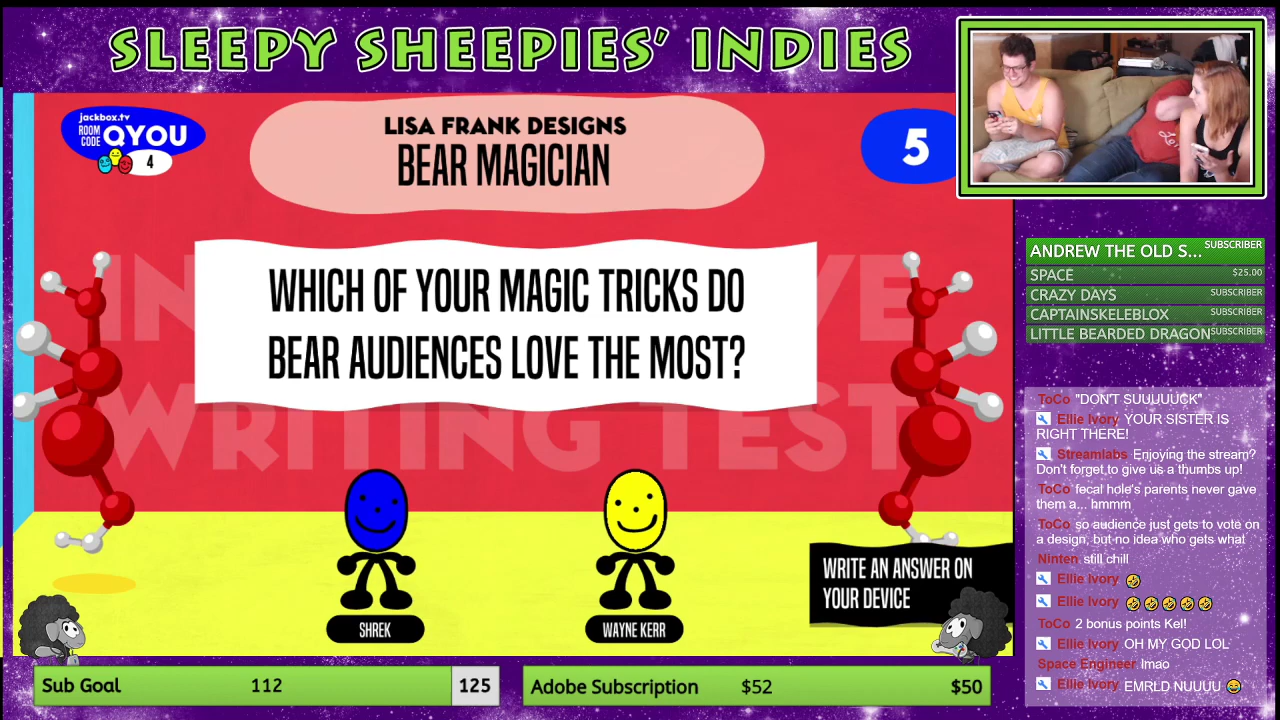 SLEEPY SHEEPIES' INDIES
jackbox.tv
ROOM
CODE
QYOU
4
LISA FRANK DESIGNS
BEAR MAGICIAN
5
WHICH OF YOUR MAGIC TRICKS DO
BEAR AUDIENCES LOVE THE MOST?
WRITING TEST
SHREK
WAYNE KERR
WRITE AN ANSWER ON
YOUR DEVICE
Sub Goal 112 125
Adobe Subscription $52 $50
ANDREW THE OLD S... SUBSCRIBER
SPACE $25.00
CRAZY DAYS SUBSCRIBER
CAPTAINSKELEBLOX SUBSCRIBER
LITTLE BEARDED DRAGON SUBSCRIBER
ToCo "DON'T SUUUUUCK"
Ellie Ivory YOUR SISTER IS
RIGHT THERE!
Streamlabs Enjoying the stream?
Don't forget to give us a thumbs up!
ToCo fecal hole's parents never gave
them a... hmmm
ToCo so audience just gets to vote on
a design, but no idea who gets what
Ninten still chill
Ellie Ivory 🤣
Ellie Ivory 🤣🤣🤣🤣🤣
ToCo 2 bonus points Kel!
Ellie Ivory OH MY GOD LOL
Space Engineer lmao
Ellie Ivory EMRLD NUUUU 😄